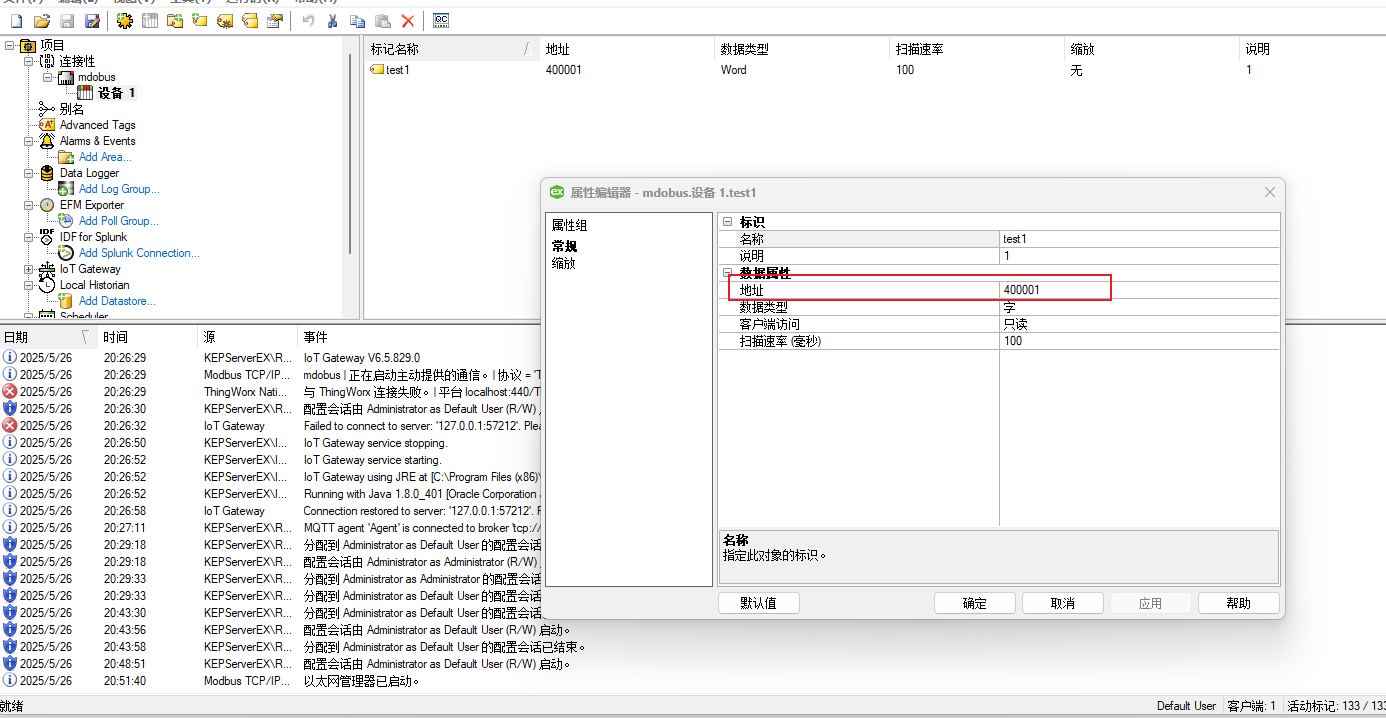 项目
连接性
mdobus
设备 1
别名
Advanced Tags
Alarms & Events
Add Area...
Data Logger
Add Log Group...
EFM Exporter
Add Poll Group...
IDF for Splunk
Add Splunk Connection...
IoT Gateway
Local Historian
Add Datastore...
Scheduler
标记名称 地址 数据类型 扫描速率 缩放 说明
test1 400001 Word 100 无 1
属性编辑器 - mdobus.设备 1.test1
属性组
常规
缩放
标识
名称 test1
说明 1
数据属性
地址 400001
数据类型 字
客户端访问 只读
扫描速率 (毫秒) 100
名称
指定此对象的标识。
默认值 确定 取消 应用 帮助
日期 时间 源 事件
2025/5/26 20:26:29 KEPServerEX\R... IoT Gateway V6.5.829.0
2025/5/26 20:26:29 Modbus TCP/IP... mdobus | 正在启动主动提供的通信。| 协议 = 'T
2025/5/26 20:26:29 ThingWorx Nati... 与 ThingWorx 连接失败。| 平台 localhost:440/T
2025/5/26 20:26:30 KEPServerEX\R... 配置会话由 Administrator as Default User (R/W)
2025/5/26 20:26:32 IoT Gateway Failed to connect to server: '127.0.0.1:57212'. Plea
2025/5/26 20:26:50 KEPServerEX\I... IoT Gateway service stopping.
2025/5/26 20:26:52 KEPServerEX\I... IoT Gateway service starting.
2025/5/26 20:26:52 KEPServerEX\I... IoT Gateway using JRE at [C:\Program Files (x86)\
2025/5/26 20:26:52 KEPServerEX\I... Running with Java 1.8.0_401 [Oracle Corporation
2025/5/26 20:26:58 IoT Gateway Connection restored to server: '127.0.0.1:57212'.
2025/5/26 20:27:11 KEPServerEX\R... MQTT agent 'Agent' is connected to broker 'tcp://
2025/5/26 20:29:18 KEPServerEX\R... 分配到 Administrator as Default User 的配置会话
2025/5/26 20:29:18 KEPServerEX\R... 配置会话由 Administrator as Administrator (R/W)
2025/5/26 20:29:33 KEPServerEX\R... 分配到 Administrator as Administrator 的配置会话
2025/5/26 20:29:33 KEPServerEX\R... 分配到 Administrator as Default User 的配置会话
2025/5/26 20:43:30 KEPServerEX\R... 分配到 Administrator as Default User 的配置会话
2025/5/26 20:43:56 KEPServerEX\R... 配置会话由 Administrator as Default User (R/W) 启动。
2025/5/26 20:43:58 KEPServerEX\R... 分配到 Administrator as Default User 的配置会话已结束。
2025/5/26 20:48:51 KEPServerEX\R... 配置会话由 Administrator as Default User (R/W) 启动。
2025/5/26 20:51:40 Modbus TCP/IP... 以太网管理器已启动。
就绪 Default User 客户端: 1 活动标记: 133 / 133